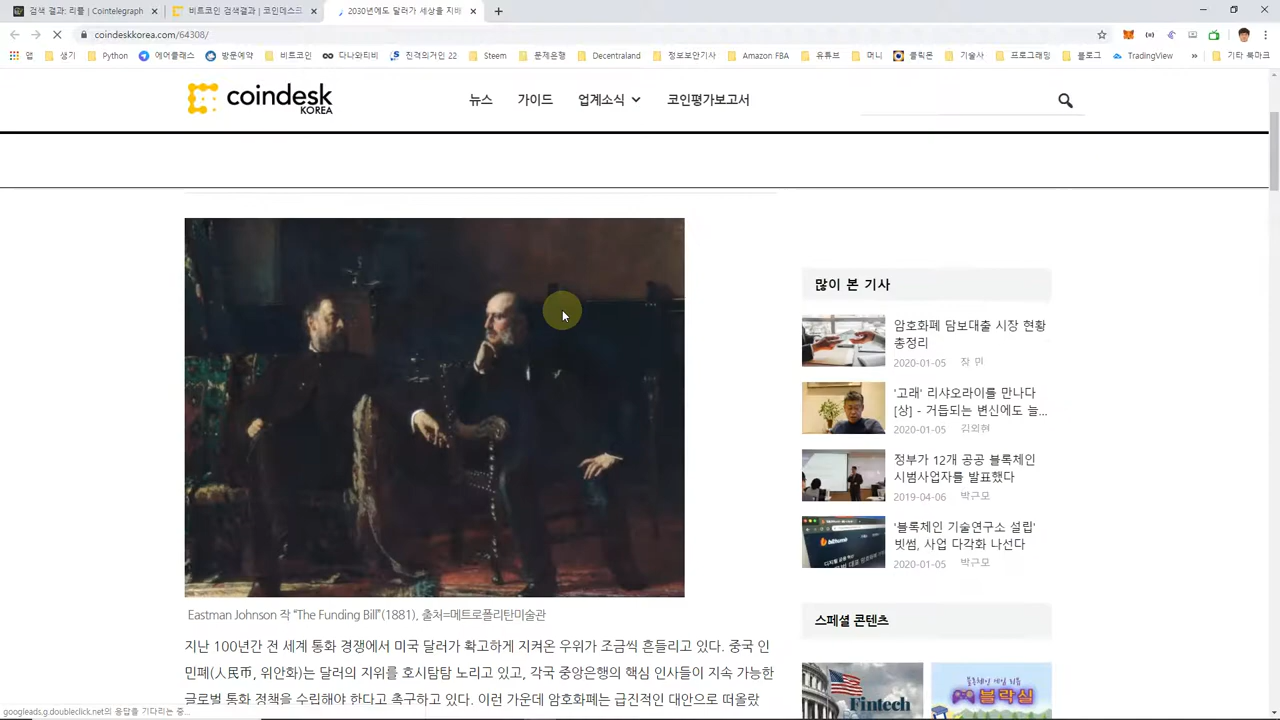 검색 결과: 리플 | Cointelegraph
비트코인 검색결과 | 코인데스크
2030년에도 달러가 세상을 지배
coindeskkorea.com/64308/
앱
생기
Python
에어클래스
방문예약
비트코인
다나와티비
진격의거인 22
Steem
문제은행
Decentraland
정보보안기사
Amazon FBA
유튜브
머니
클릭몬
기술사
프로그래밍
블로그
TradingView
»
기타 북마크
coindesk
KOREA
뉴스
가이드
업계소식
코인평가보고서
많이 본 기사
암호화폐 담보대출 시장 현황
총정리
2020-01-05 장 민
'고래' 리샤오라이를 만나다
[상] - 거듭되는 변신에도 늘...
2020-01-05 김외현
정부가 12개 공공 블록체인
시범사업자를 발표했다
2019-04-06 박근모
'블록체인 기술연구소 설립'
빗썸, 사업 다각화 나선다
2020-01-05 박근모
스페셜 콘텐츠
Fintech
블락실
Eastman Johnson 작 “The Funding Bill”(1881), 출처=메트로폴리탄미술관
지난 100년간 전 세계 통화 경쟁에서 미국 달러가 확고하게 지켜온 우위가 조금씩 흔들리고 있다. 중국 인
민폐(人民币, 위안화)는 달러의 지위를 호시탐탐 노리고 있고, 각국 중앙은행의 핵심 인사들이 지속 가능한
글로벌 통화 정책을 수립해야 한다고 촉구하고 있다. 이런 가운데 암호화폐는 급진적인 대안으로 떠올랐
googleads.g.doubleclick.net의 응답을 기다리는 중...